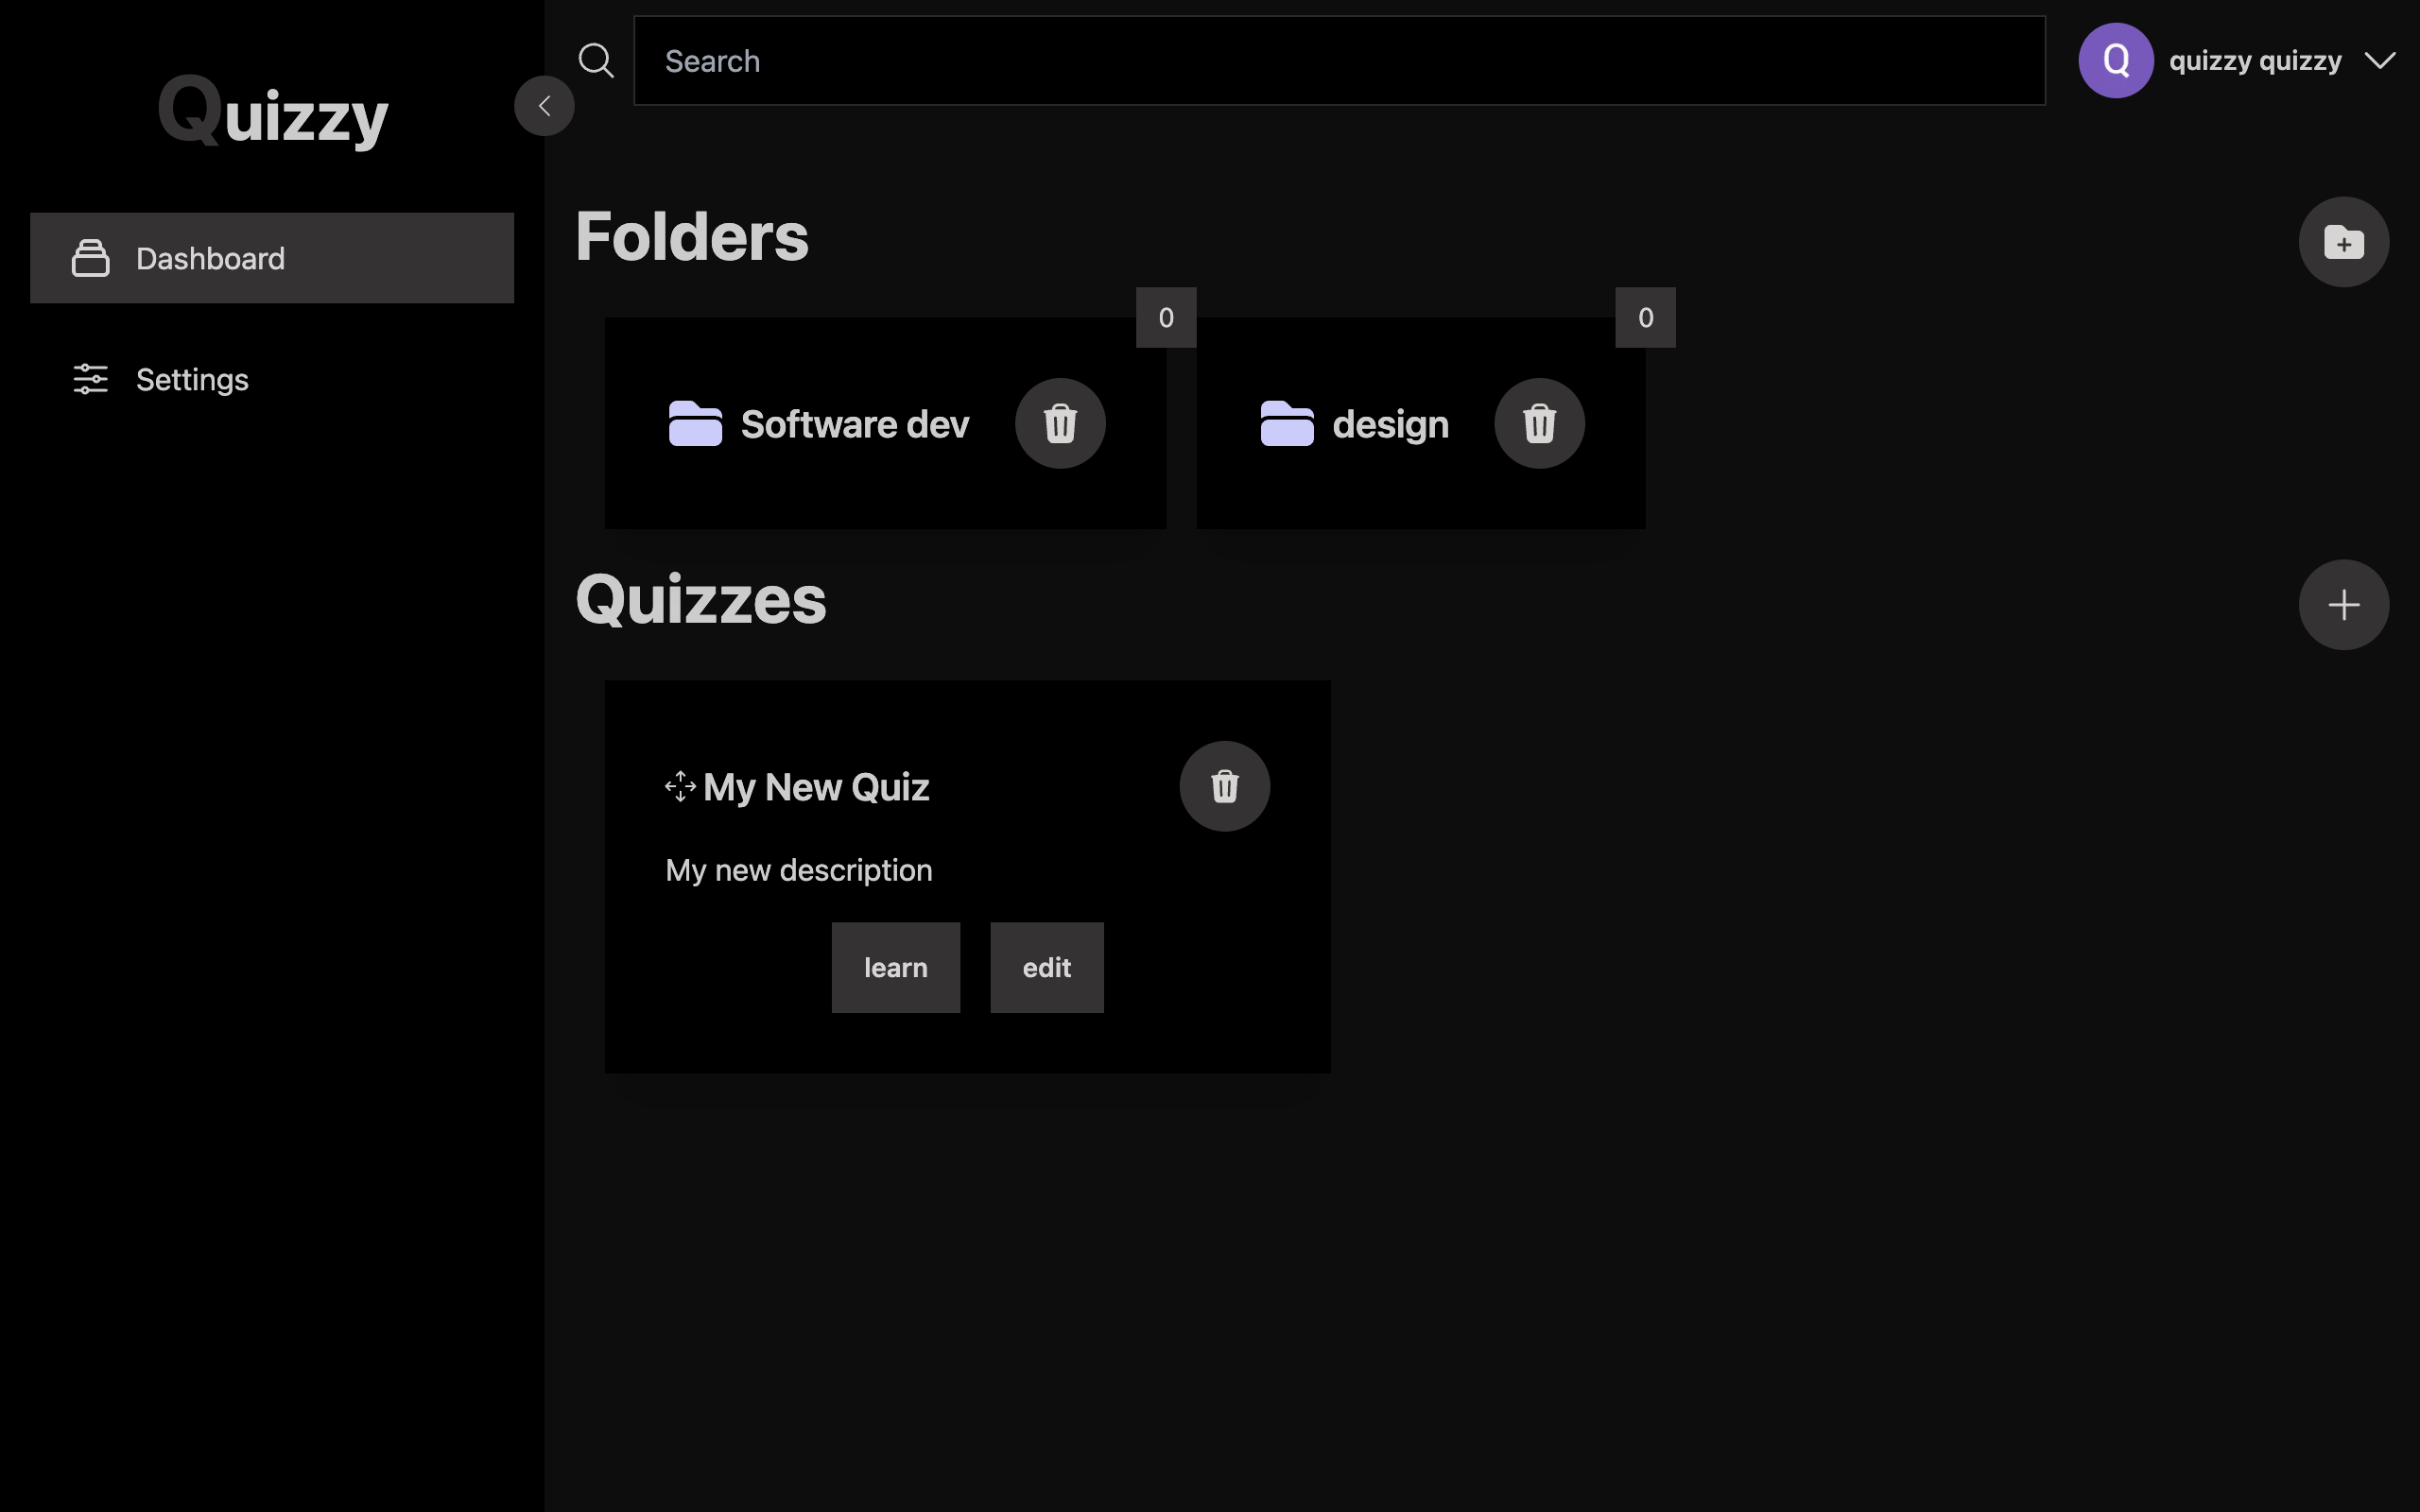 Quizzy
Dashboard
Settings
Search
Q
quizzy quizzy
Folders
0
Software dev
0
design
Quizzes
My New Quiz
My new description
learn
edit